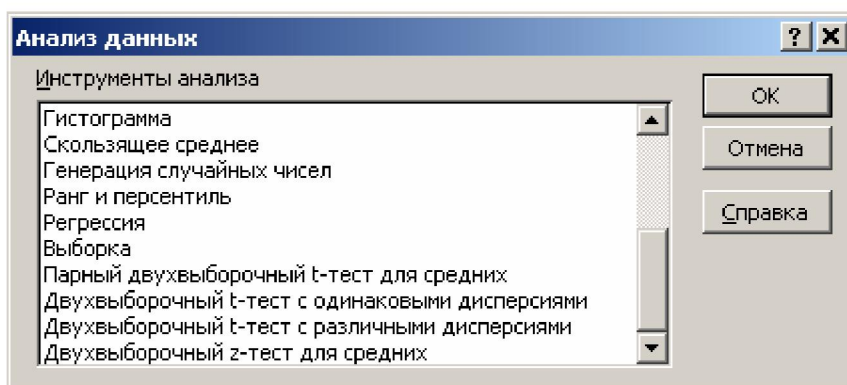 Анализ данных
Инструменты анализа
Гистограмма
Скользящее среднее
Генерация случайных чисел
Ранг и персентиль
Регрессия
Выборка
Парный двухвыборочный t-тест для средних
Двухвыборочный t-тест с одинаковыми дисперсиями
Двухвыборочный t-тест с различными дисперсиями
Двухвыборочный z-тест для средних
ОК
Отмена
Справка